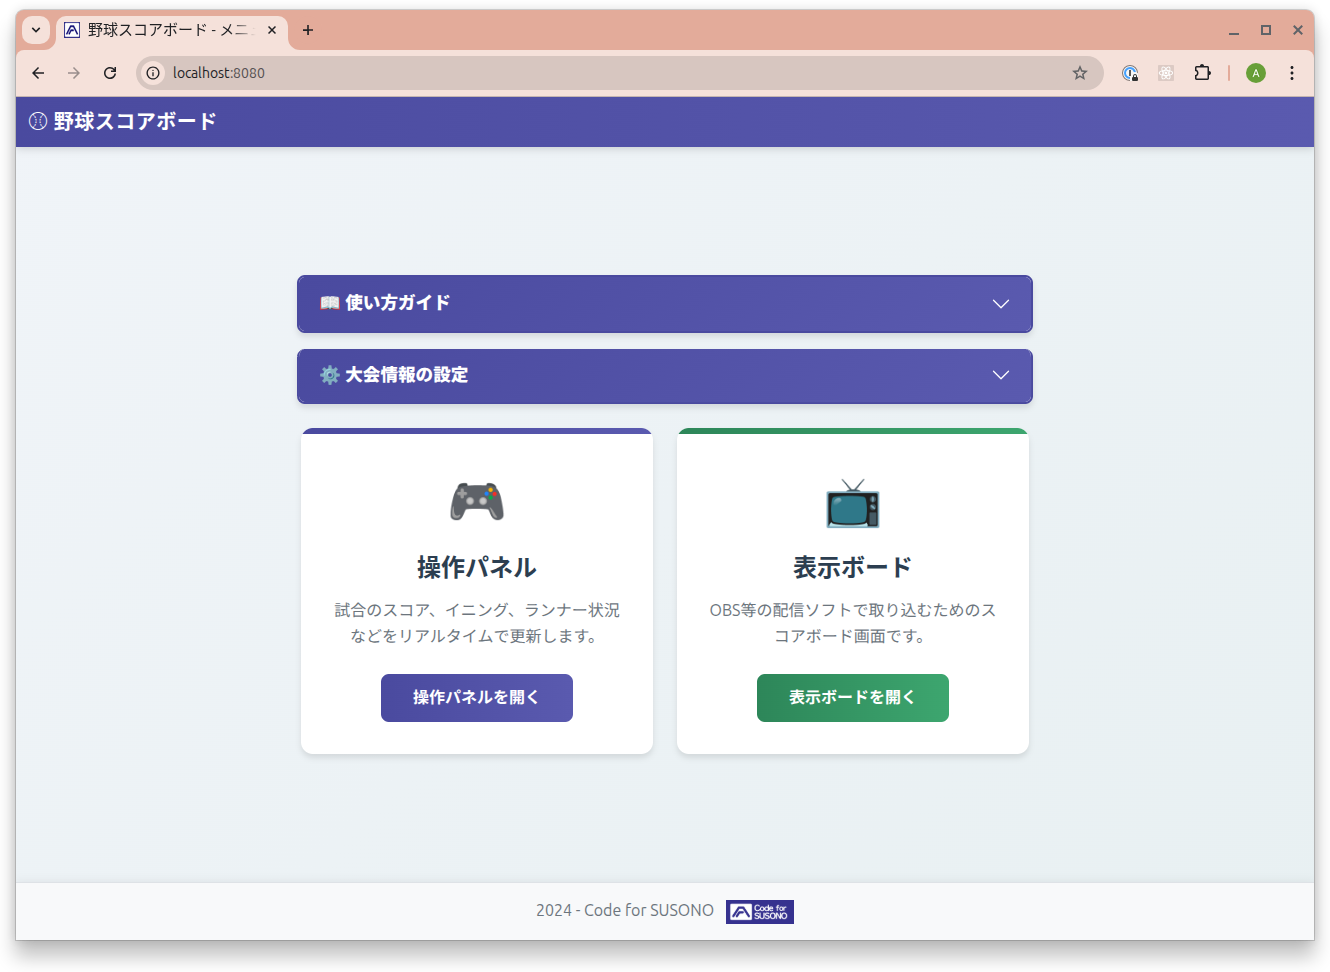 野球スコアボード - メニ
localhost:8080
A
野球スコアボード
使い方ガイド
大会情報の設定
操作パネル
試合のスコア、イニング、ランナー状況
などをリアルタイムで更新します。
操作パネルを開く
表示ボード
OBS等の配信ソフトで取り込むためのス
コアボード画面です。
表示ボードを開く
2024 - Code for SUSONO
Code for
SUSONO